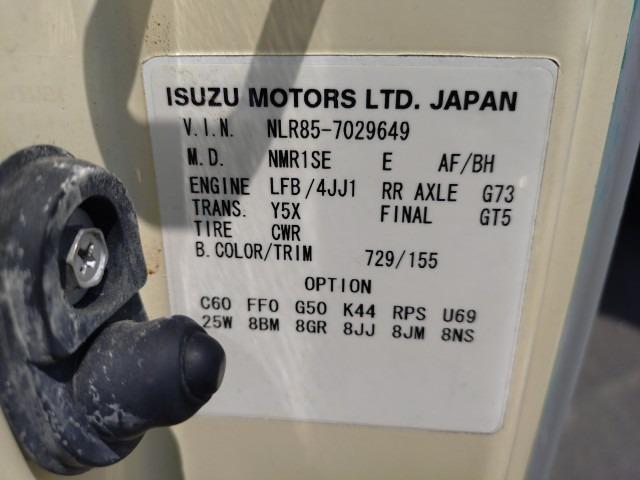 ISUZU MOTORS LTD. JAPAN
V.I.N. NLR85-7029649
M.D. NMR1SE E AF/BH
ENGINE LFB/4JJ1 RR AXLE G73
TRANS. Y5X FINAL GT5
TIRE CWR
B.COLOR/TRIM 729/155
OPTION
C60 FF0 G50 K44 RPS U69
25W 8BM 8GR 8JJ 8JM 8NS